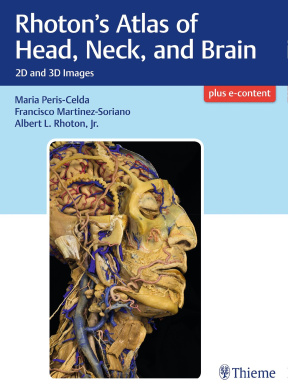 Rhoton's Atlas of
Head, Neck, and Brain
2D and 3D Images
plus e-content
Maria Peris-Celda
Francisco Martinez-Soriano
Albert L. Rhoton, Jr.
Thieme